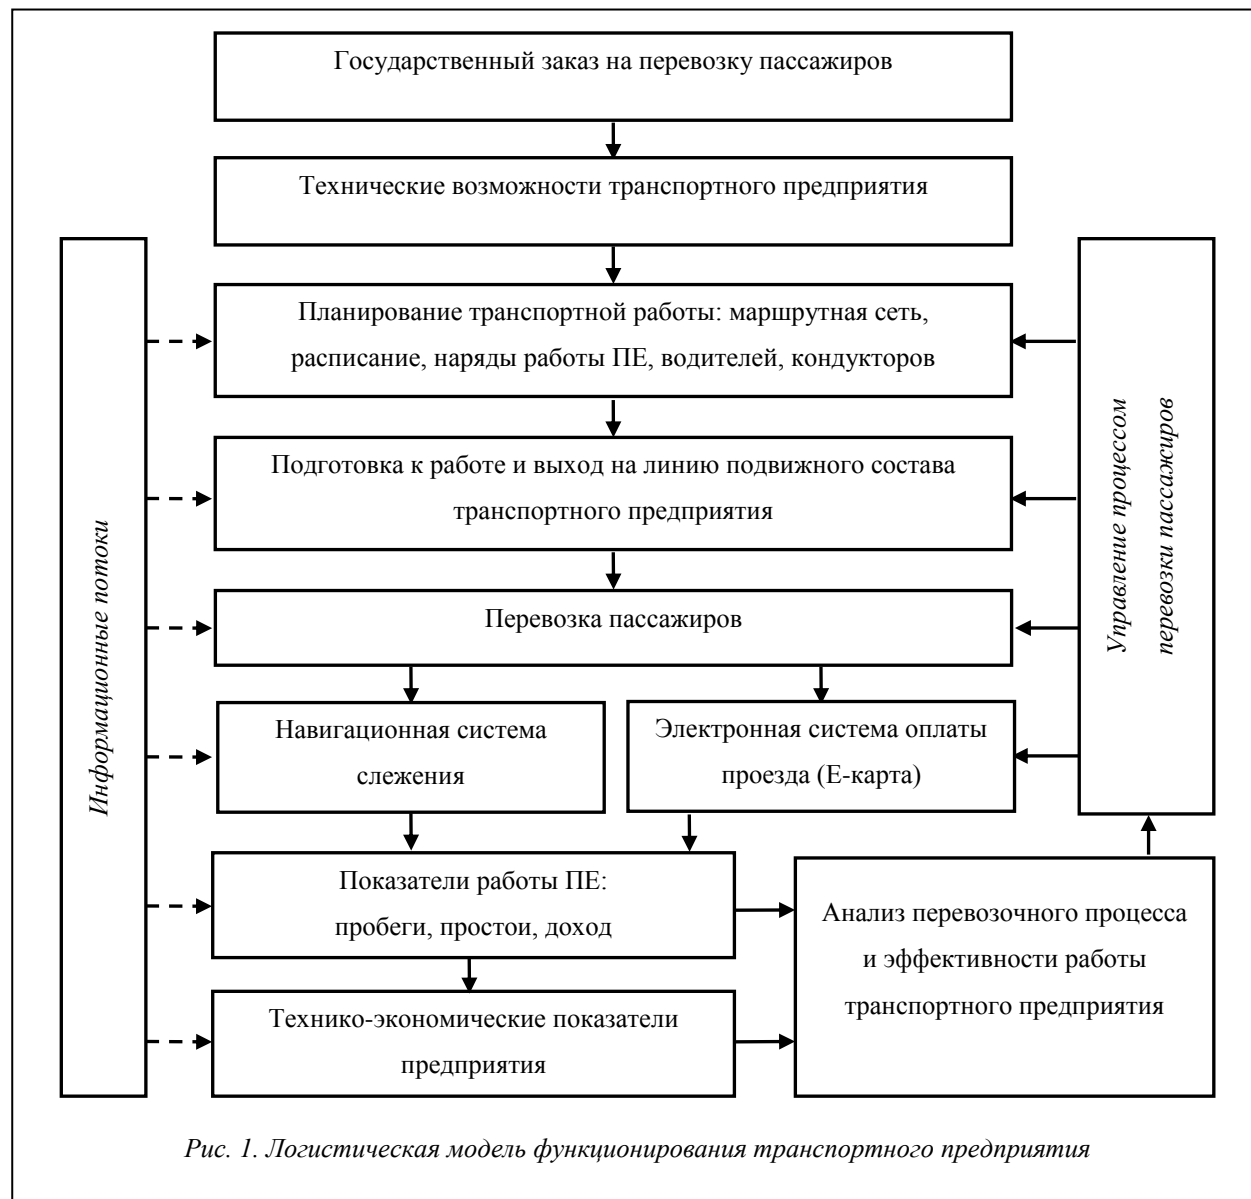 Государственный заказ на перевозку пассажиров
Технические возможности транспортного предприятия
Планирование транспортной работы: маршрутная сеть,
расписание, наряды работы ПЕ, водителей, кондукторов
Подготовка к работе и выход на линию подвижного состава
транспортного предприятия
Перевозка пассажиров
Навигационная система
слежения
Электронная система оплаты
проезда (Е-карта)
Показатели работы ПЕ:
пробеги, простои, доход
Технико-экономические показатели
предприятия
Анализ перевозочного процесса
и эффективности работы
транспортного предприятия
Информационные потоки
Управление процессом
перевозки пассажиров
Рис. 1. Логистическая модель функционирования транспортного предприятия